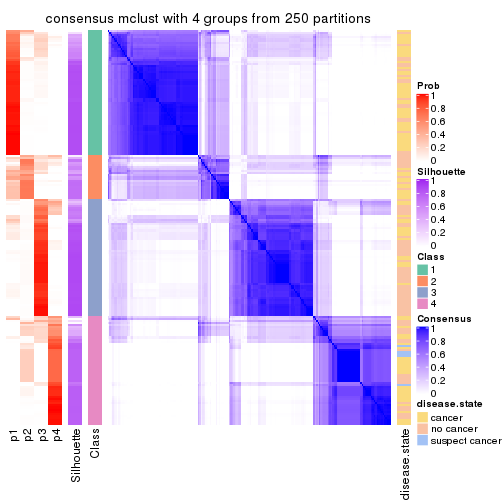 consensus mclust with 4 groups from 250 partitions
Prob
1
0.8
0.6
0.4
0.2
0
Silhouette
1
0.8
0.6
0.4
0.2
0
Class
1
2
3
4
Consensus
1
0.8
0.6
0.4
0.2
0
disease.state
cancer
no cancer
suspect cancer
p1
p2
p3
p4
Silhouette
Class
disease.state